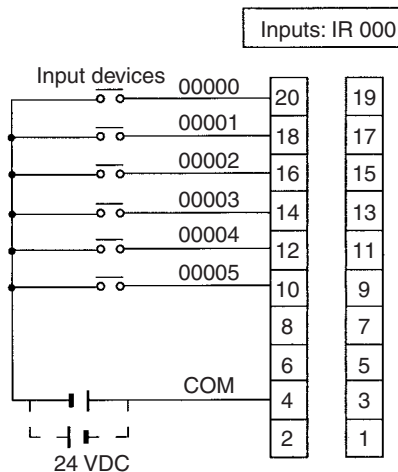 Inputs: IR 000
Input devices
00000 20 19
00001 18 17
00002 16 15
00003 14 13
00004 12 11
00005 10 9
8 7
6 5
COM 4 3
2 1
24 VDC